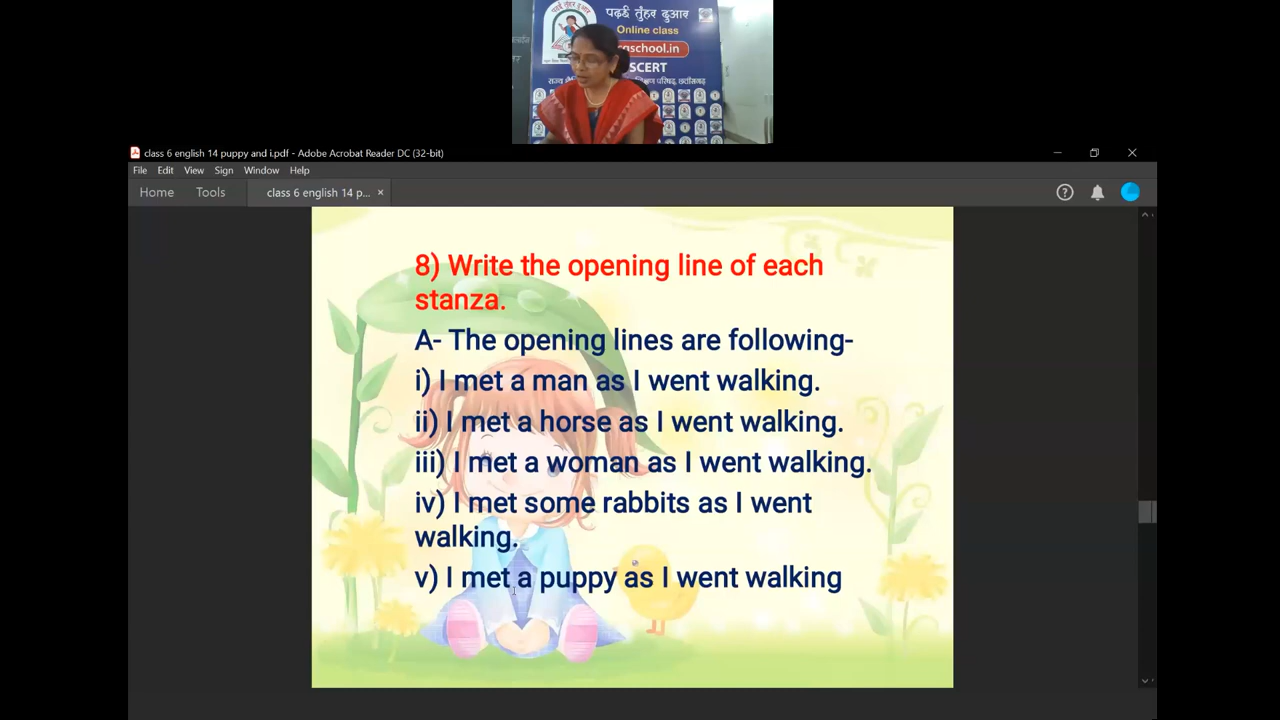 पढ़ई तुंहर दुआर
Online class
cgschool.in
SCERT
class 6 english 14 puppy and i.pdf - Adobe Acrobat Reader DC (32-bit)
File Edit View Sign Window Help
Home Tools class 6 english 14 p... ×
8) Write the opening line of each
stanza.
A- The opening lines are following-
i) I met a man as I went walking.
ii) I met a horse as I went walking.
iii) I met a woman as I went walking.
iv) I met some rabbits as I went
walking.
v) I met a puppy as I went walking